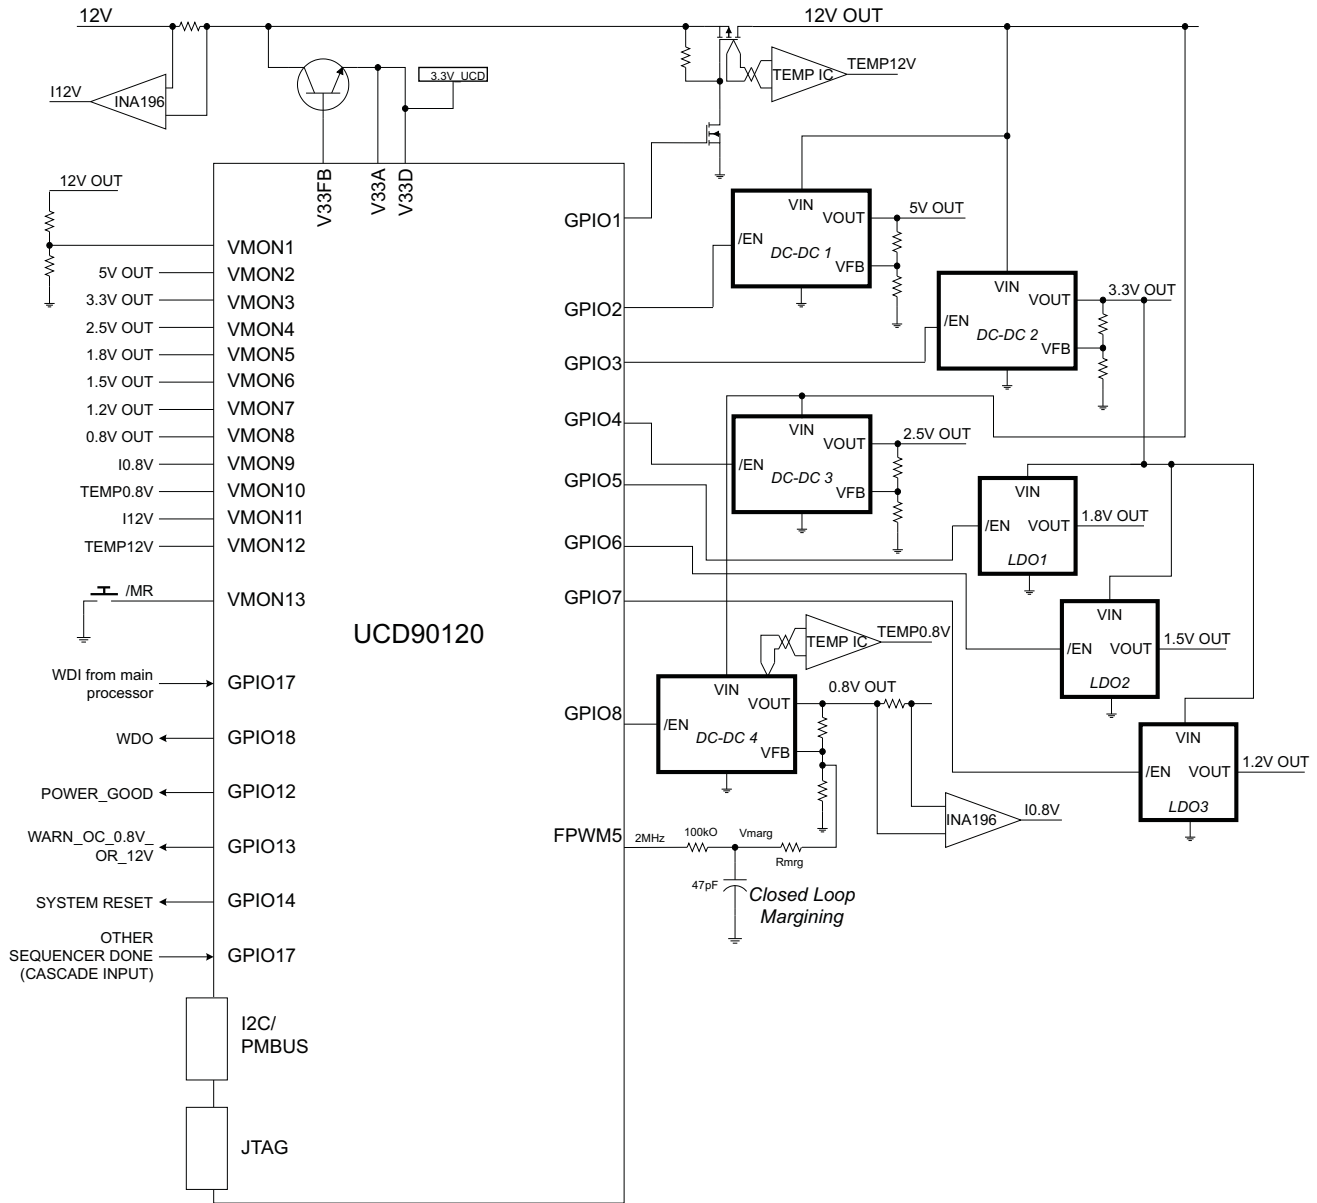 12V
12V OUT
I12V
INA196
3.3V_UCD
TEMP IC
TEMP12V
V33FB
V33A
V33D
12V OUT
VMON1
5V OUT
VMON2
3.3V OUT
VMON3
2.5V OUT
VMON4
1.8V OUT
VMON5
1.5V OUT
VMON6
1.2V OUT
VMON7
0.8V OUT
VMON8
I0.8V
VMON9
TEMP0.8V
VMON10
I12V
VMON11
TEMP12V
VMON12
/MR
VMON13
UCD90120
WDI from main
processor
GPIO17
WDO
GPIO18
POWER_GOOD
GPIO12
WARN_OC_0.8V_
OR_12V
GPIO13
SYSTEM RESET
GPIO14
OTHER
SEQUENCER DONE
(CASCADE INPUT)
GPIO17
I2C/
PMBUS
JTAG
GPIO1
GPIO2
GPIO3
GPIO4
GPIO5
GPIO6
GPIO7
GPIO8
FPWM5
VIN
VOUT
/EN
DC-DC 1
VFB
5V OUT
VIN
VOUT
/EN
DC-DC 2
VFB
3.3V OUT
VIN
VOUT
/EN
DC-DC 3
VFB
2.5V OUT
VIN
/EN
VOUT
LDO1
1.8V OUT
VIN
/EN
VOUT
LDO2
1.5V OUT
VIN
/EN
VOUT
LDO3
1.2V OUT
TEMP IC
TEMP0.8V
VIN
VOUT
/EN
DC-DC 4
VFB
0.8V OUT
INA196
I0.8V
2MHz
100kO
Vmarg
Rmrg
47pF
Closed Loop
Margining